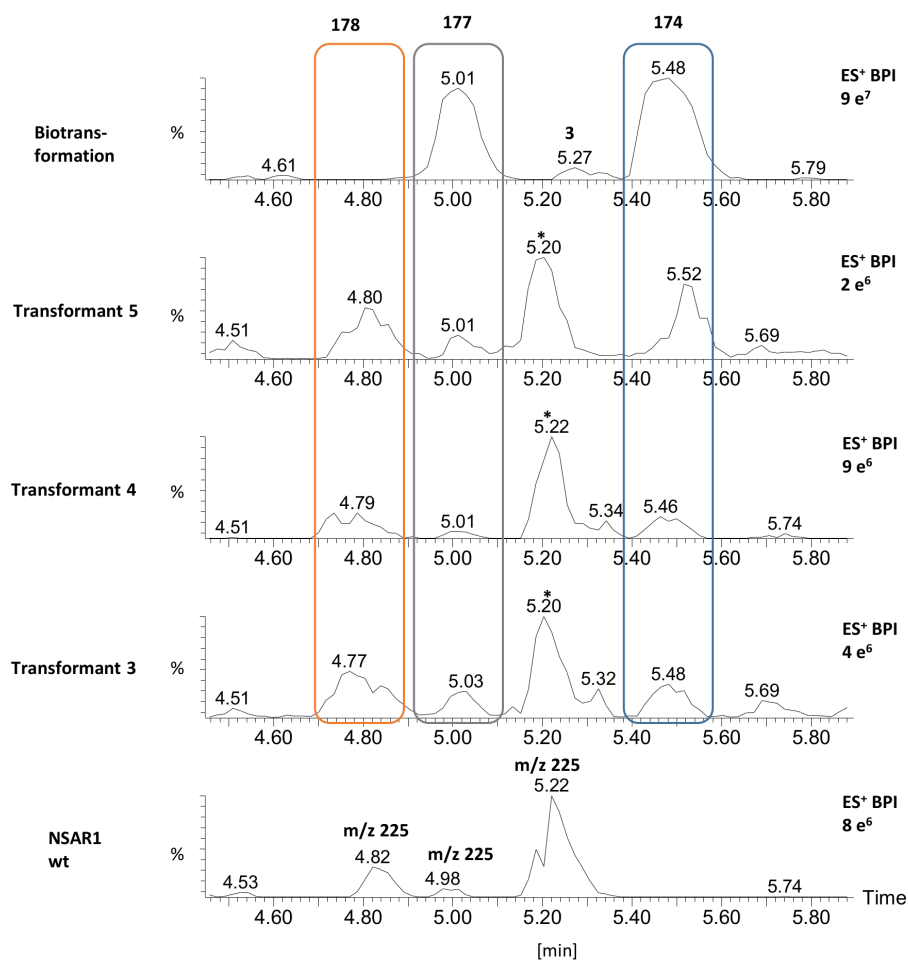 178 177 174
Biotrans-
formation
%
4.61 5.01 3 5.27 5.48 5.79
ES⁺ BPI
9 e⁷
4.60 4.80 5.00 5.20 5.40 5.60 5.80
Transformant 5
%
4.51 4.80 5.01 * 5.20 5.52 5.69
ES⁺ BPI
2 e⁶
4.60 4.80 5.00 5.20 5.40 5.60 5.80
Transformant 4
%
4.51 4.79 5.01 * 5.22 5.34 5.46 5.74
ES⁺ BPI
9 e⁶
4.60 4.80 5.00 5.20 5.40 5.60 5.80
Transformant 3
%
4.51 4.77 5.03 * 5.20 5.32 5.48 5.69
ES⁺ BPI
4 e⁶
4.60 4.80 5.00 5.20 5.40 5.60 5.80
NSAR1
wt
%
m/z 225 m/z 225 m/z 225
4.53 4.82 4.98 5.22 5.74
ES⁺ BPI
8 e⁶
4.60 4.80 5.00 5.20 5.40 5.60 5.80
Time
[min]